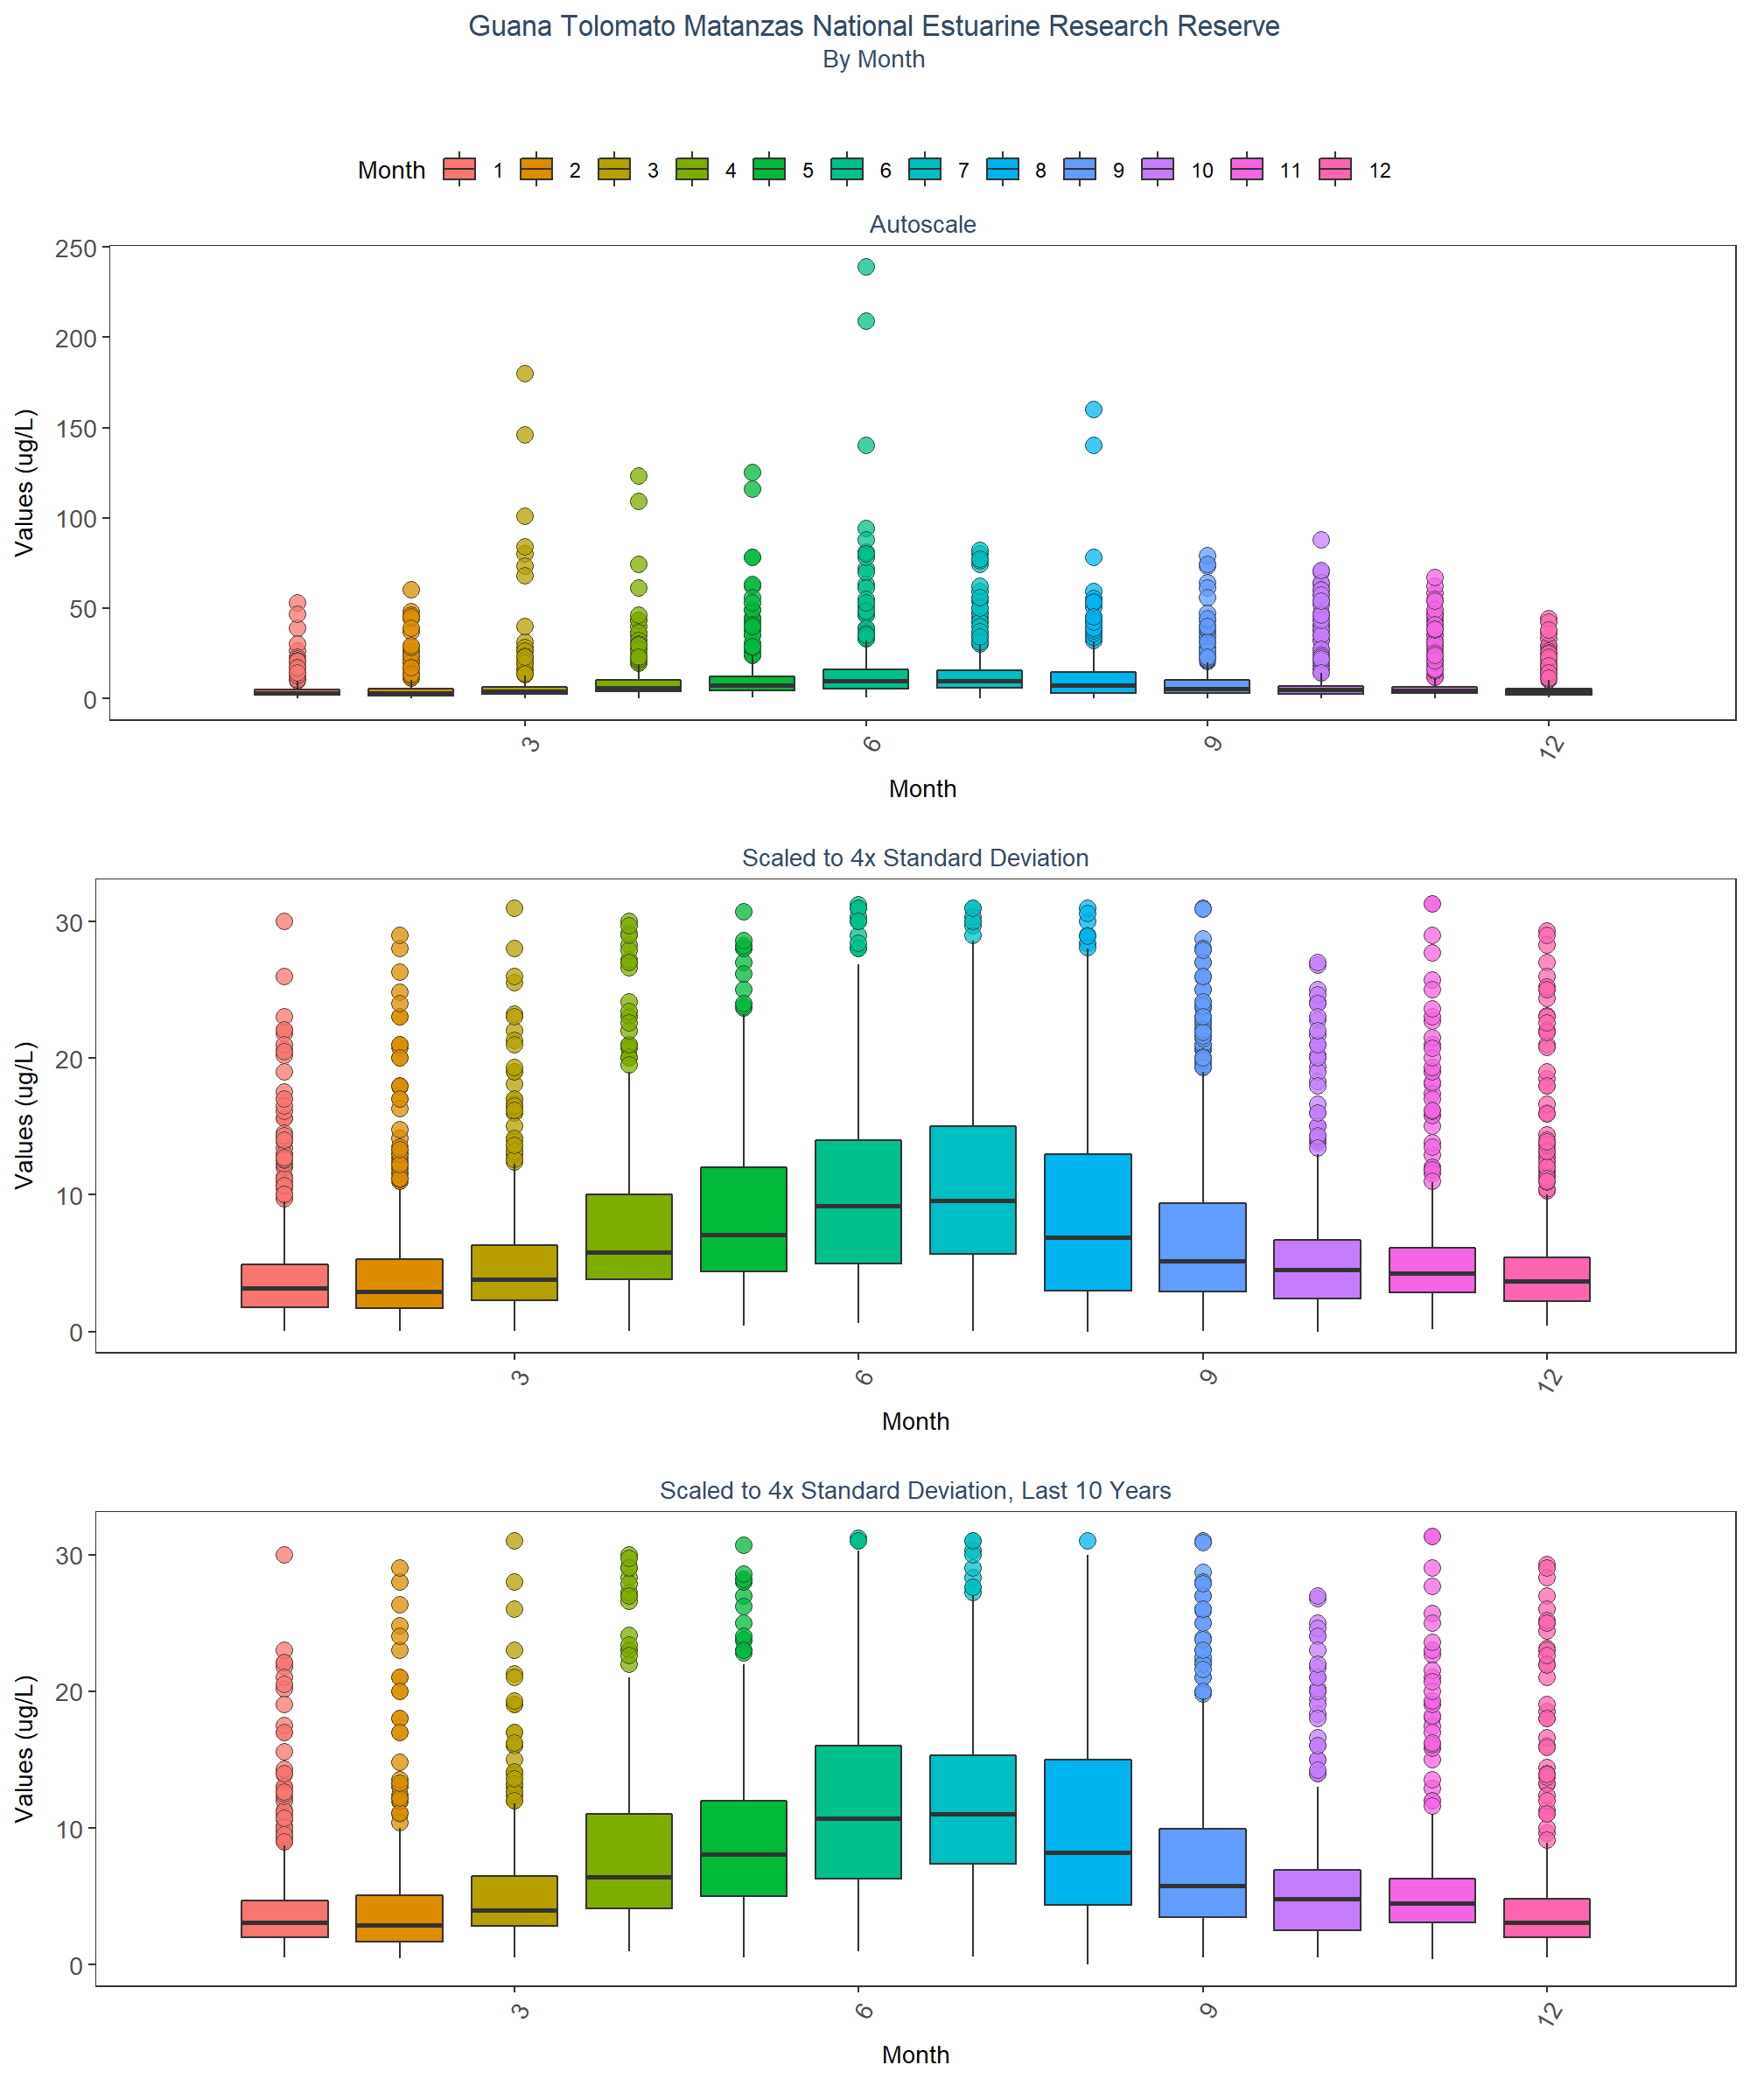 Guana Tolomato Matanzas National Estuarine Research Reserve
By Month
Month 1 2 3 4 5 6 7 8 9 10 11 12
Autoscale
250
200
150
100
50
0
Values (ug/L)
3 6 9 12
Month
Scaled to 4x Standard Deviation
30
20
10
0
Values (ug/L)
3 6 9 12
Month
Scaled to 4x Standard Deviation, Last 10 Years
30
20
10
0
Values (ug/L)
3 6 9 12
Month